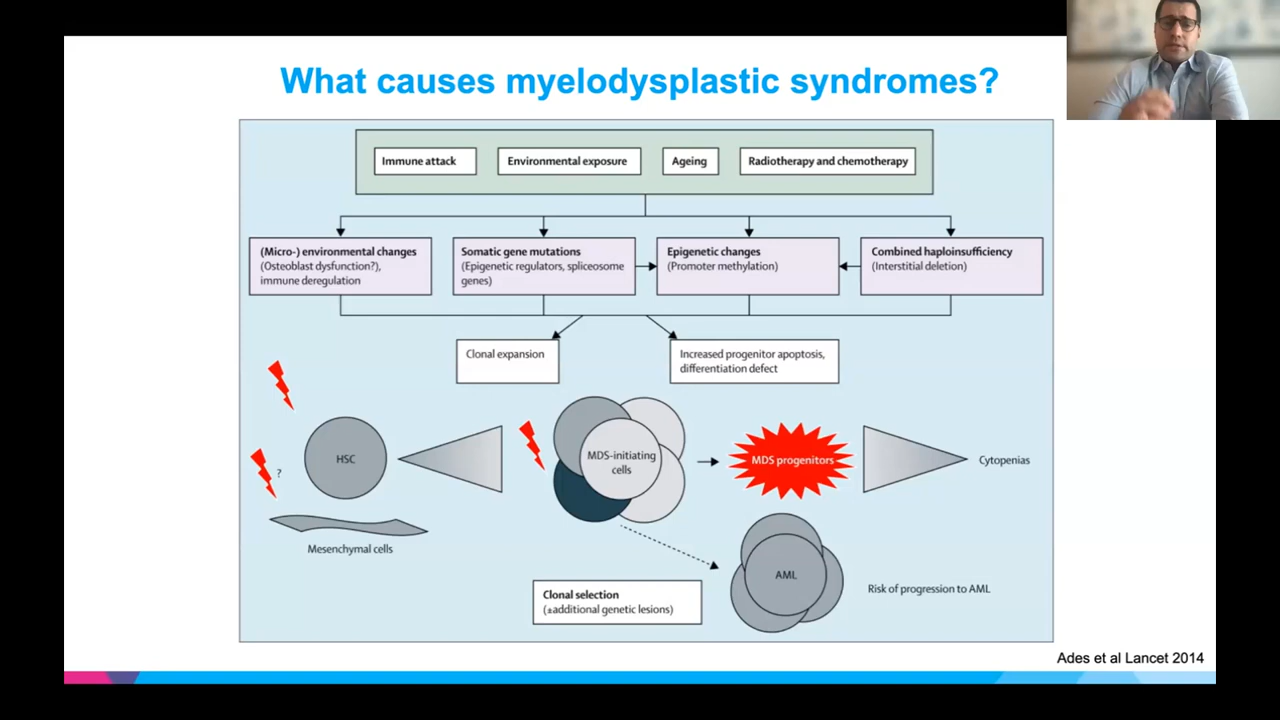 What causes myelodysplastic syndromes?
Immune attack
Environmental exposure
Ageing
Radiotherapy and chemotherapy
(Micro-) environmental changes
(Osteoblast dysfunction?),
immune deregulation
Somatic gene mutations
(Epigenetic regulators, spliceosome
genes)
Epigenetic changes
(Promoter methylation)
Combined haploinsufficiency
(Interstitial deletion)
Clonal expansion
Increased progenitor apoptosis,
differentiation defect
HSC
?
Mesenchymal cells
MDS-initiating
cells
MDS progenitors
Cytopenias
AML
Risk of progression to AML
Clonal selection
(±additional genetic lesions)
Ades et al Lancet 2014